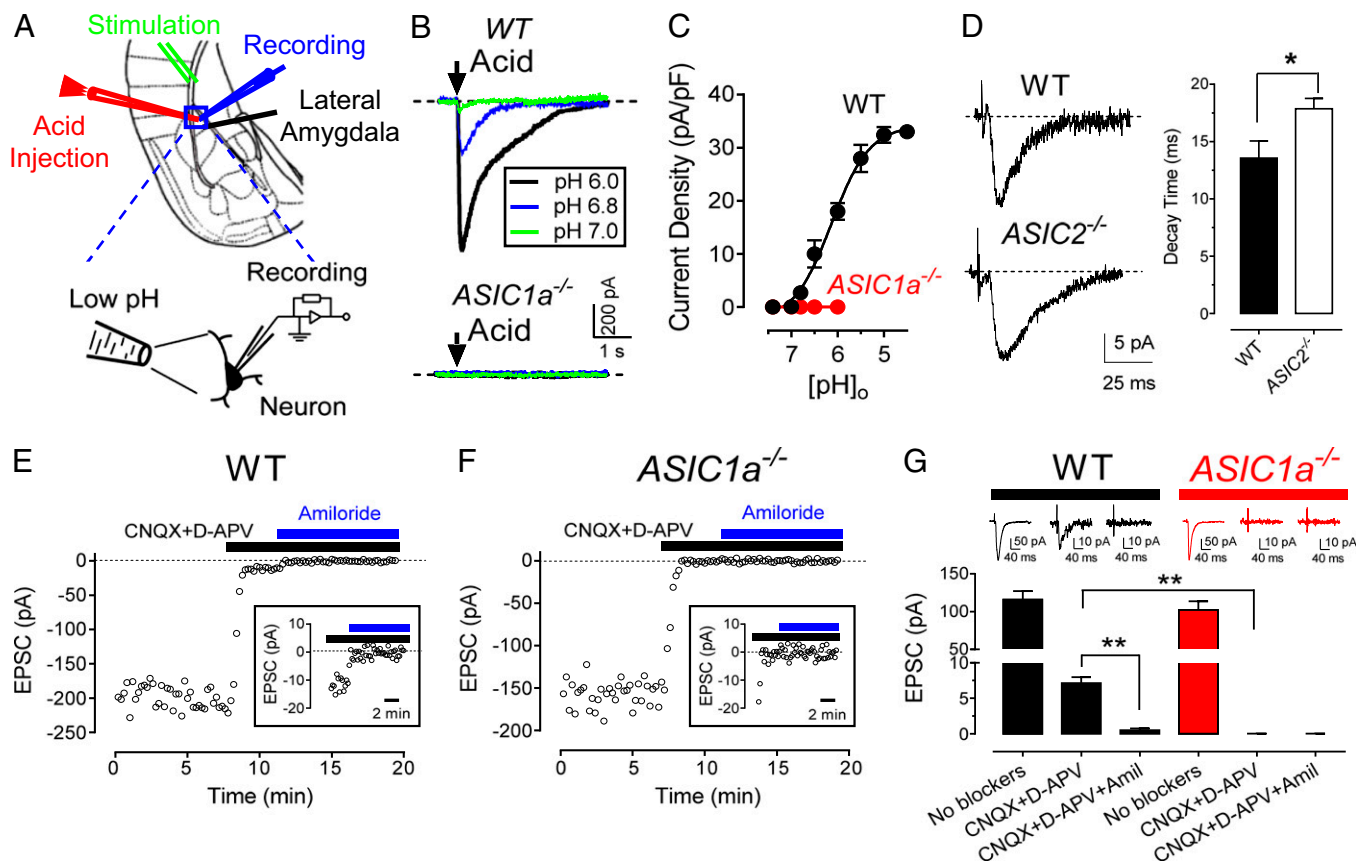 A
Stimulation
Recording
Acid
Injection
Lateral
Amygdala
Low pH
Recording
Neuron
B
WT
Acid
pH 6.0
pH 6.8
pH 7.0
ASIC1a-/-
Acid
200 pA
1 s
C
Current Density (pA/pF)
40
30
20
10
0
WT
ASIC1a-/-
7
6
5
[pH]o
D
WT
ASIC2-/-
5 pA
25 ms
Decay Time (ms)
20
15
10
5
0
*
WT
ASIC2-/-
E
WT
Amiloride
CNQX+D-APV
EPSC (pA)
0
-50
-100
-150
-200
-250
EPSC (pA)
10
0
-10
-20
2 min
0
5
10
15
20
Time (min)
F
ASIC1a-/-
Amiloride
CNQX+D-APV
EPSC (pA)
0
-50
-100
-150
-200
EPSC (pA)
10
0
-10
-20
2 min
0
5
10
15
20
Time (min)
G
WT
ASIC1a-/-
50 pA
40 ms
10 pA
40 ms
10 pA
40 ms
50 pA
40 ms
10 pA
40 ms
10 pA
40 ms
EPSC (pA)
150
100
50
10
5
0
**
**
No blockers
CNQX+D-APV
CNQX+D-APV+Amil
No blockers
CNQX+D-APV
CNQX+D-APV+Amil